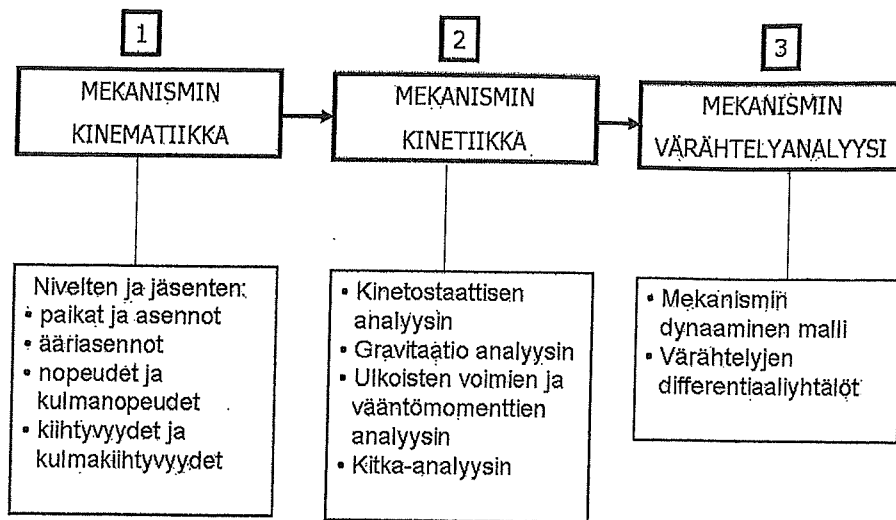 1
MEKANISMIN
KINEMATIIKKA
2
MEKANISMIN
KINETIIKKA
3
MEKANISMIN
VÄRÄHTELYANALYYSI
Nivelten ja jäsenten:
• paikat ja asennot
• ääriasennot
• nopeudet ja
kulmanopeudet
• kiihtyvyydet ja
kulmakiihtyvyydet
• Kinetostaattisen
analyysin
• Gravitaatio analyysin
• Ulkoisten voimien ja
vääntömomenttien
analyysin
• Kitka-analyysin
• Mekanismin
dynaaminen malli
• Värähtelyjen
differentiaaliyhtälöt